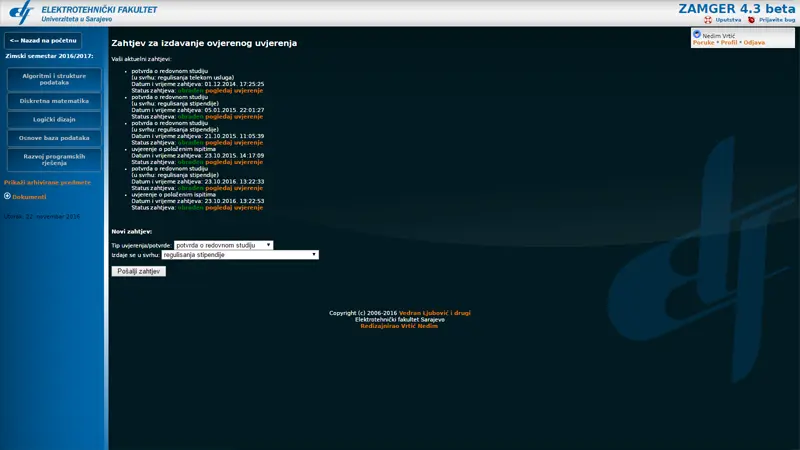 ELEKTROTEHNIČKI FAKULTET
Univerziteta u Sarajevo
ZAMGER 4.3 beta
Uputstva
Prijavite bug
<-- Nazad na početnu
Zimski semestar 2016/2017:
Algoritmi i strukture
podataka
Diskretna matematika
Logički dizajn
Osnove baza podataka
Razvoj programskih
rješenja
Prikaži arhivirane predmete
Dokumenti
02. novembar 2016
Nedim Vrtić
Poruke * Profil * Odjava
Zahtjev za izdavanje ovjerenog uvjerenja
Vaši aktuelni zahtjevi:
potvrda o redovnom studiju
(u svrhu: regulisanja telekom usluga)
Datum i vrijeme zahtjeva: 01.12.2014. 17:25:25
Status zahtjeva: obrađen pogledaj uvjerenje
potvrda o redovnom studiju
(u svrhu: regulisanja stipendije)
Datum i vrijeme zahtjeva: 05.01.2015. 22:01:27
Status zahtjeva: obrađen pogledaj uvjerenje
potvrda o redovnom studiju
(u svrhu: regulisanja stipendije)
Datum i vrijeme zahtjeva: 21.10.2015. 11:05:39
Status zahtjeva: obrađen pogledaj uvjerenje
uvjerenje o položenim ispitima
Datum i vrijeme zahtjeva: 23.10.2015. 14:17:09
Status zahtjeva: obrađen pogledaj uvjerenje
potvrda o redovnom studiju
(u svrhu: regulisanja stipendije)
Datum i vrijeme zahtjeva: 23.10.2016. 13:22:33
Status zahtjeva: obrađen pogledaj uvjerenje
uvjerenje o položenim ispitima
Datum i vrijeme zahtjeva: 23.10.2016. 13:22:53
Status zahtjeva: obrađen pogledaj uvjerenje
Novi zahtjev:
Tip uvjerenja/potvrde: potvrda o redovnom studiju
Izdaje se u svrhu: regulisanja stipendije
Pošalji zahtjev
Copyright (c) 2006-2016 Vedran Ljubović i drugi
Elektrotehnički fakultet Sarajevo
Redizajnirao Vrtić Nedim